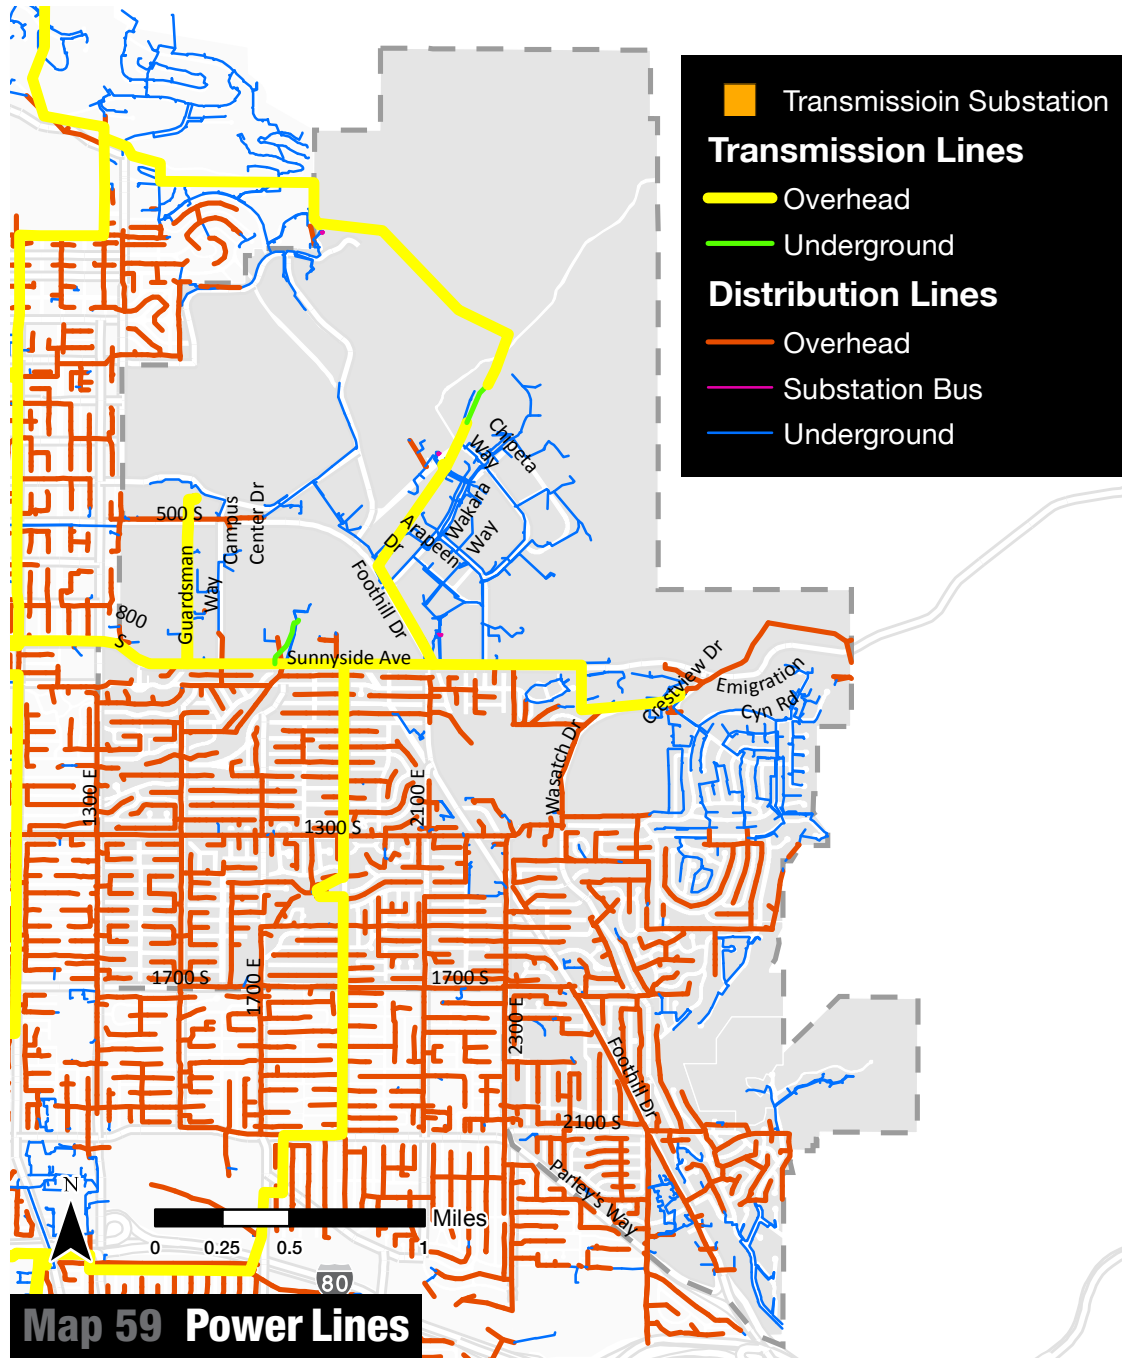 Transmissioin Substation
Transmission Lines
Overhead
Underground
Distribution Lines
Overhead
Substation Bus
Underground
Chipeta
Way
Wakara
Way
Arapeen
Dr
500 S
Campus
Center Dr
Guardsman
Way
Foothill Dr
800
S
Sunnyside Ave
Crestview Dr
Emigration
Cyn Rd
Wasatch Dr
1300 E
2100 E
1300 S
1700 S
1700 E
1700 S
2300 E
Foothill Dr
2100 S
Parley's Way
N
Miles
0 0.25 0.5 1
80
Map 59 Power Lines